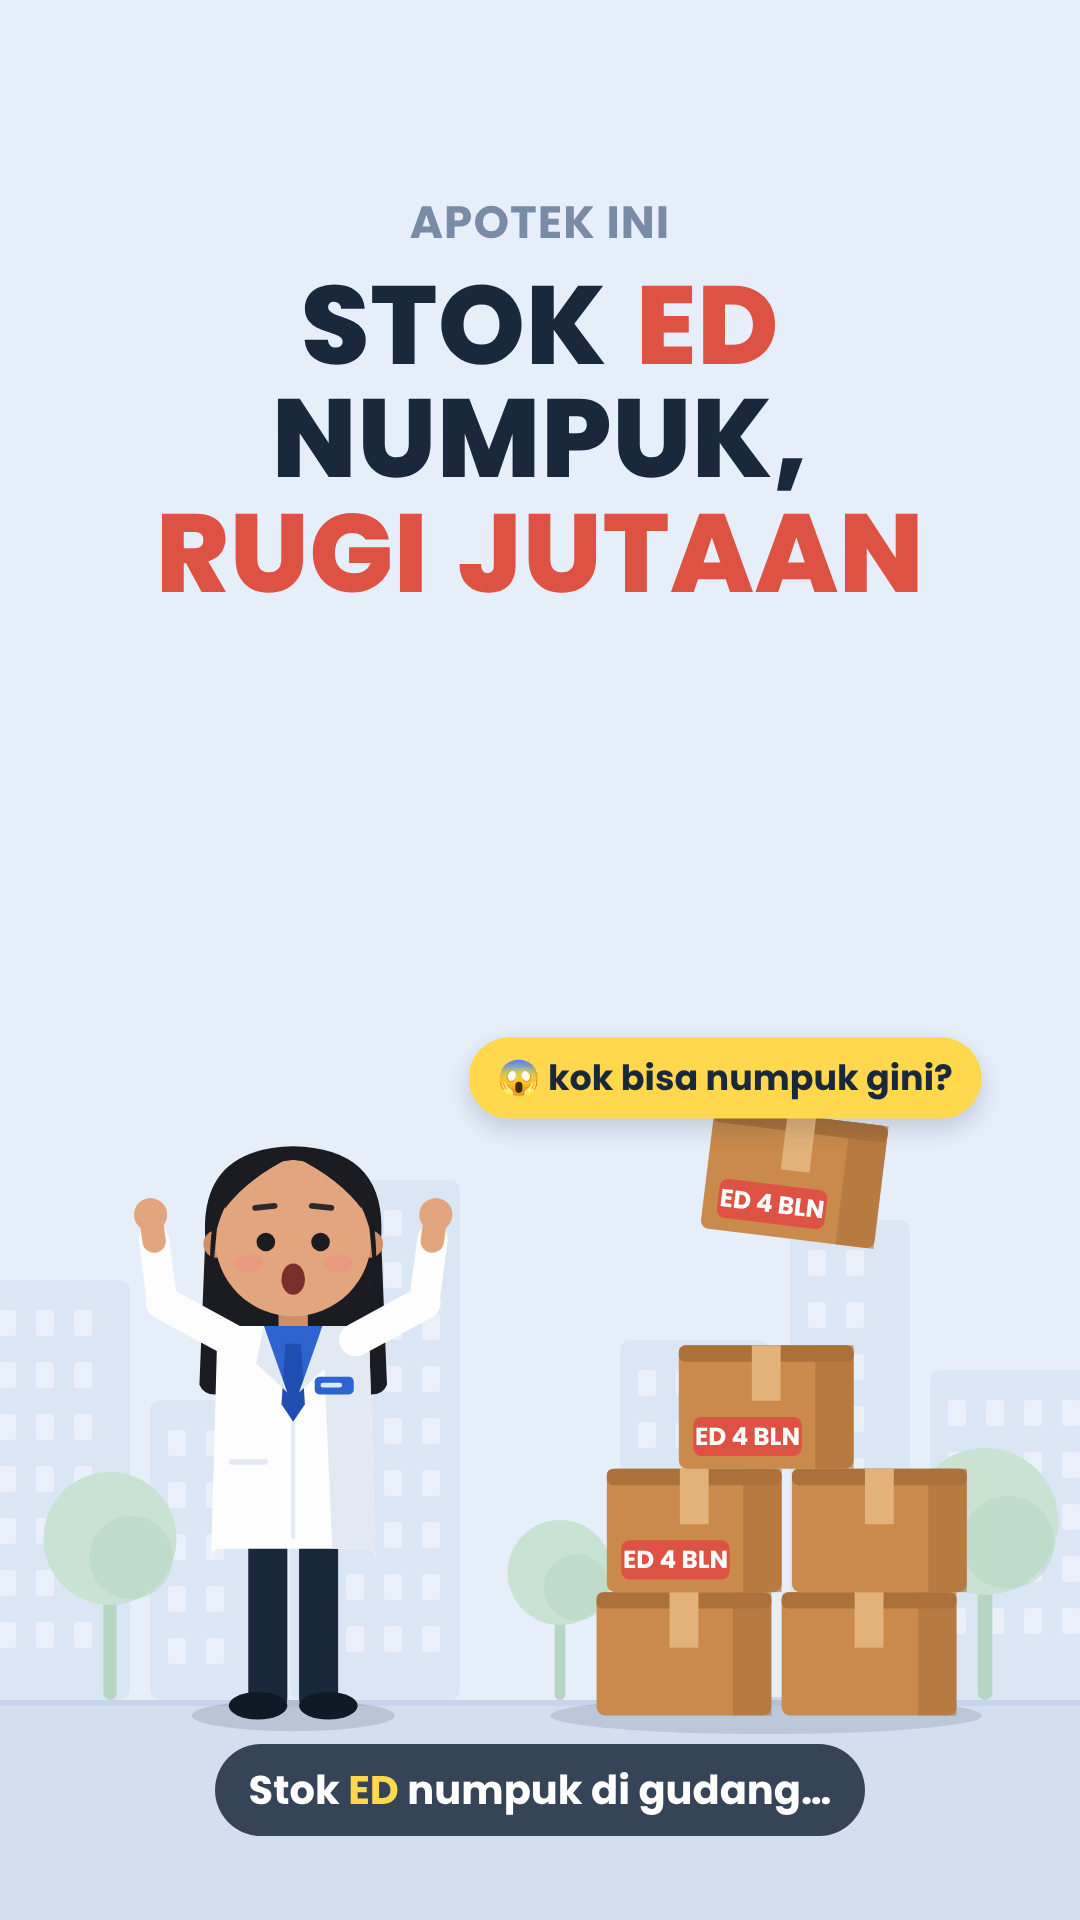 APOTEK INI
STOK ED
NUMPUK,
RUGI JUTAAN
😱 kok bisa numpuk gini?
ED 4 BLN
ED 4 BLN
ED 4 BLN
Stok ED numpuk di gudang...